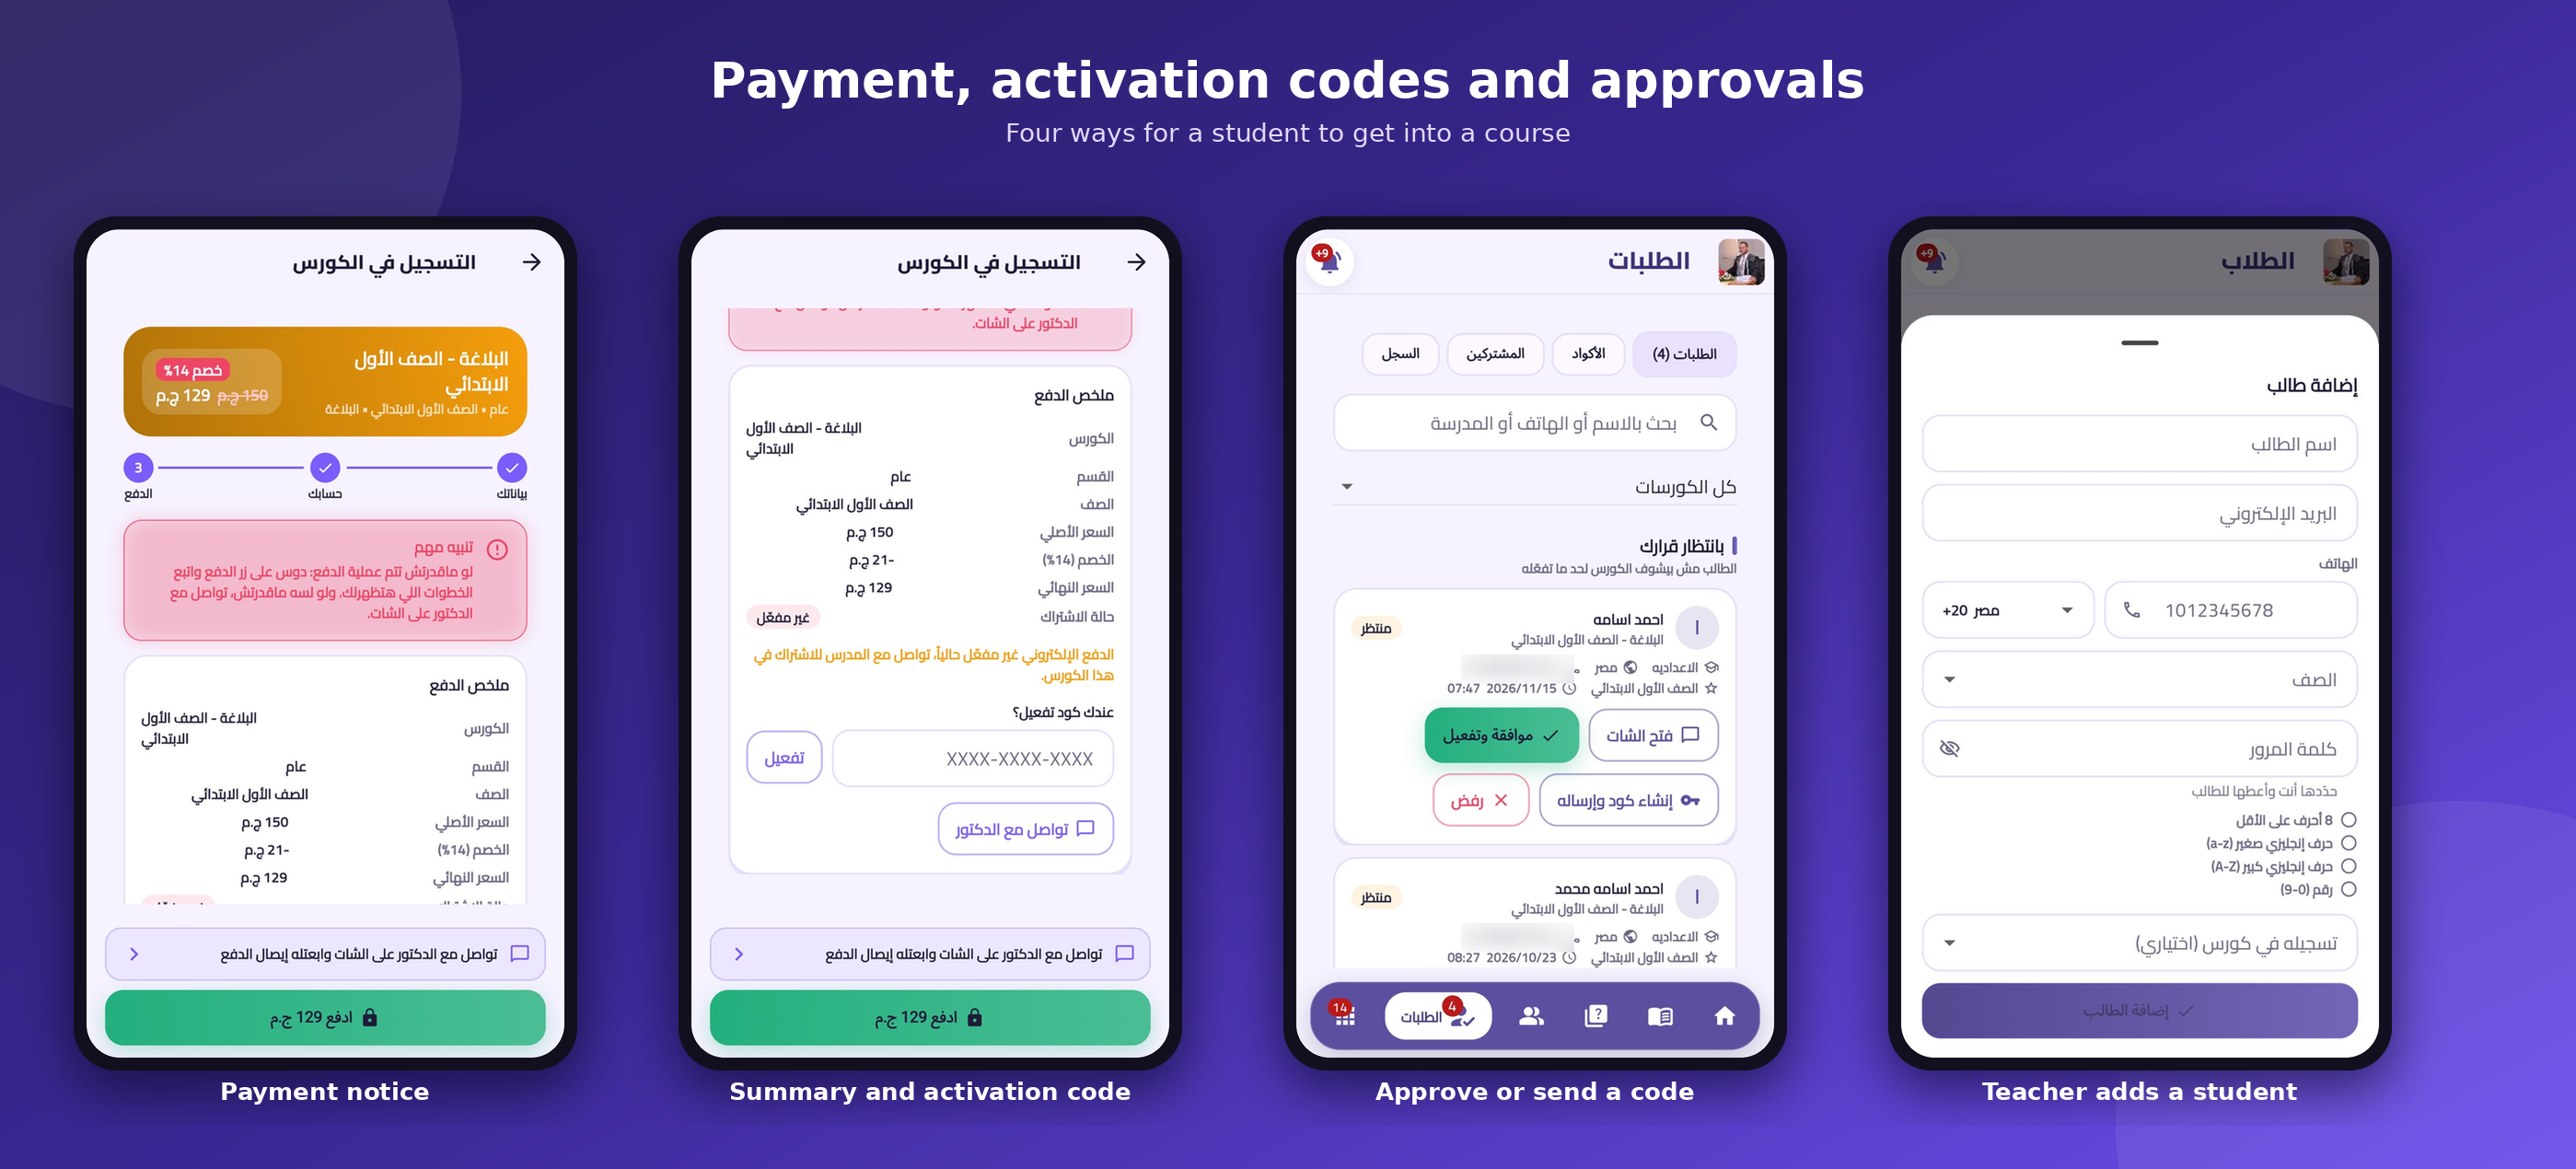 Payment, activation codes and approvals
Four ways for a student to get into a course
التسجيل في الكورس
البلاغة - الصف الأول
الابتدائي
عام • الصف الأول الابتدائي • البلاغة
خصم 14%
150 ج.م 129 ج.م
بياناتك
حسابك
3
الدفع
تنبيه مهم
لو ماقدرتش تتم عملية الدفع: دوس على زر الدفع واتبع
الخطوات اللي هتظهرلك. ولو لسه ماقدرتش، تواصل مع
الدكتور على الشات.
ملخص الدفع
الكورس
البلاغة - الصف الأول
الابتدائي
القسم عام
الصف الصف الأول الابتدائي
السعر الأصلي 150 ج.م
الخصم (14%) -21 ج.م
السعر النهائي 129 ج.م
تواصل مع الدكتور على الشات وابعتله إيصال الدفع
ادفع 129 ج.م
Payment notice
التسجيل في الكورس
الدكتور على الشات.
ملخص الدفع
الكورس
البلاغة - الصف الأول
الابتدائي
القسم عام
الصف الصف الأول الابتدائي
السعر الأصلي 150 ج.م
الخصم (14%) -21 ج.م
السعر النهائي 129 ج.م
حالة الاشتراك غير مفعّل
الدفع الإلكتروني غير مفعّل حالياً، تواصل مع المدرس للاشتراك في
هذا الكورس.
عندك كود تفعيل؟
XXXX-XXXX-XXXX
تفعيل
تواصل مع الدكتور
تواصل مع الدكتور على الشات وابعتله إيصال الدفع
ادفع 129 ج.م
Summary and activation code
الطلبات
+9
الطلبات (4)
الأكواد
المشتركين
السجل
بحث بالاسم أو الهاتف أو المدرسة
كل الكورسات
بانتظار قرارك
الطالب مش بيشوف الكورس لحد ما تفعّله
ا
احمد اسامه
منتظر
البلاغة - الصف الأول الابتدائي
الاعداديه مصر
الصف الأول الابتدائي 2026/11/15 07:47
فتح الشات
موافقة وتفعيل
إنشاء كود وإرساله
رفض
ا
احمد اسامه محمد
منتظر
البلاغة - الصف الأول الابتدائي
الاعداديه مصر
الصف الأول الابتدائي 2026/10/23 08:27
4
الطلبات
14
Approve or send a code
الطلاب
+9
إضافة طالب
اسم الطالب
البريد الإلكتروني
الهاتف
1012345678
مصر +20
الصف
كلمة المرور
حدّدها أنت وأعطها للطالب
8 أحرف على الأقل
حرف إنجليزي صغير (a-z)
حرف إنجليزي كبير (A-Z)
رقم (0-9)
تسجيله في كورس (اختياري)
إضافة الطالب
Teacher adds a student